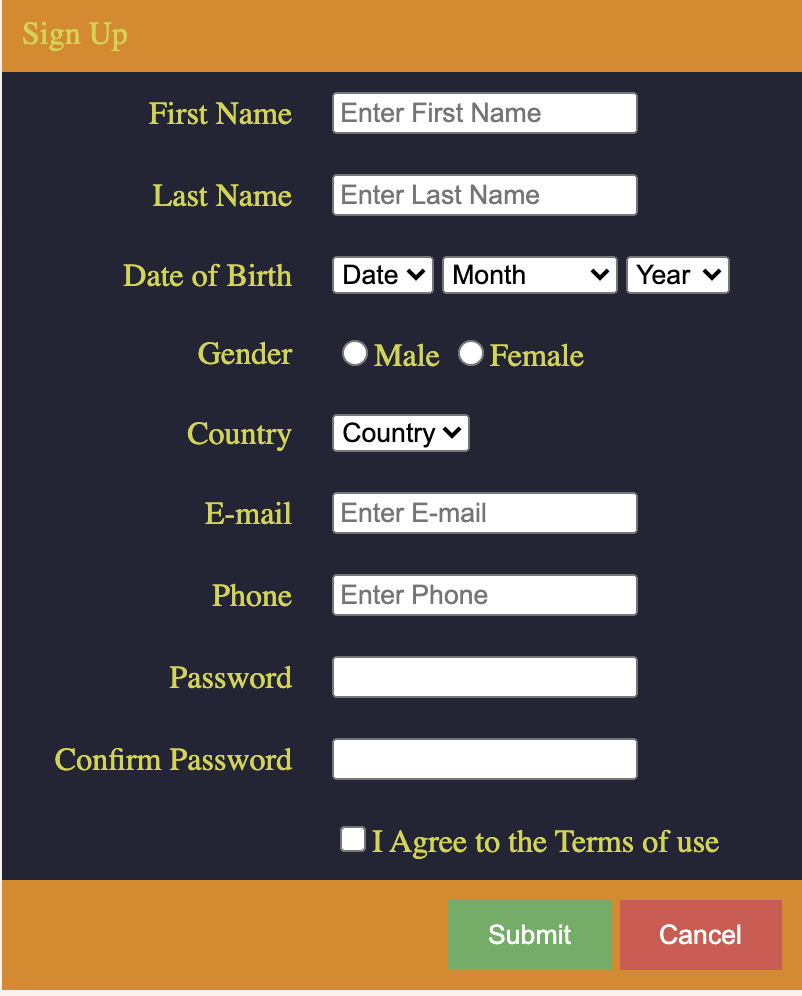 Sign Up
First Name Enter First Name
Last Name Enter Last Name
Date of Birth Date Month Year
Gender Male Female
Country Country
E-mail Enter E-mail
Phone Enter Phone
Password
Confirm Password
I Agree to the Terms of use
Submit Cancel